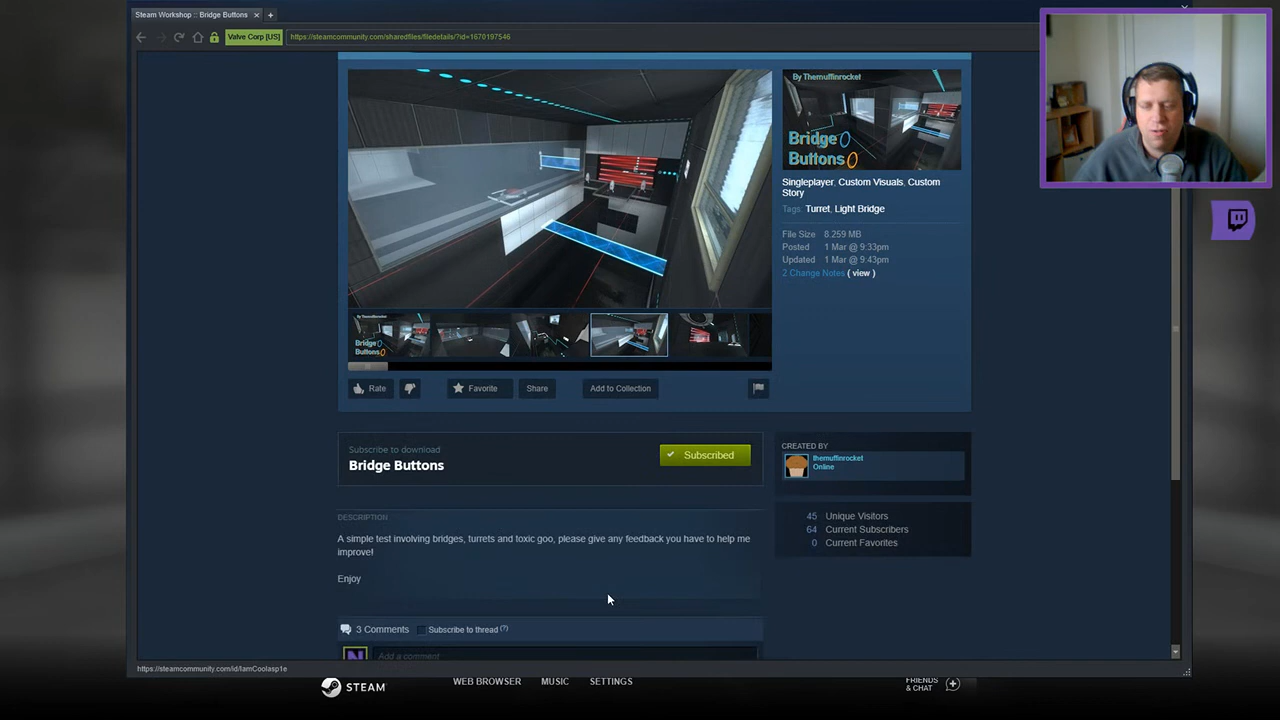 Steam Workshop :: Bridge Buttons
Valve Corp [US]
https://steamcommunity.com/sharedfiles/filedetails/?id=1670197546
By Themuffinrocket
Bridge
Buttons
Singleplayer, Custom Visuals, Custom
Story
Tags: Turret, Light Bridge
File Size 8.259 MB
Posted 1 Mar @ 9:33pm
Updated 1 Mar @ 9:43pm
2 Change Notes ( view )
By Themuffinrocket
Bridge
Buttons
Rate
Favorite
Share
Add to Collection
Subscribe to download
Bridge Buttons
Subscribed
CREATED BY
themuffinrocket
Online
45 Unique Visitors
64 Current Subscribers
0 Current Favorites
DESCRIPTION
A simple test involving bridges, turrets and toxic goo, please give any feedback you have to help me
improve!
Enjoy
3 Comments
Subscribe to thread (?)
Add a comment
https://steamcommunity.com/id/IamCoolasp1e
STEAM
WEB BROWSER
MUSIC
SETTINGS
FRIENDS
& CHAT